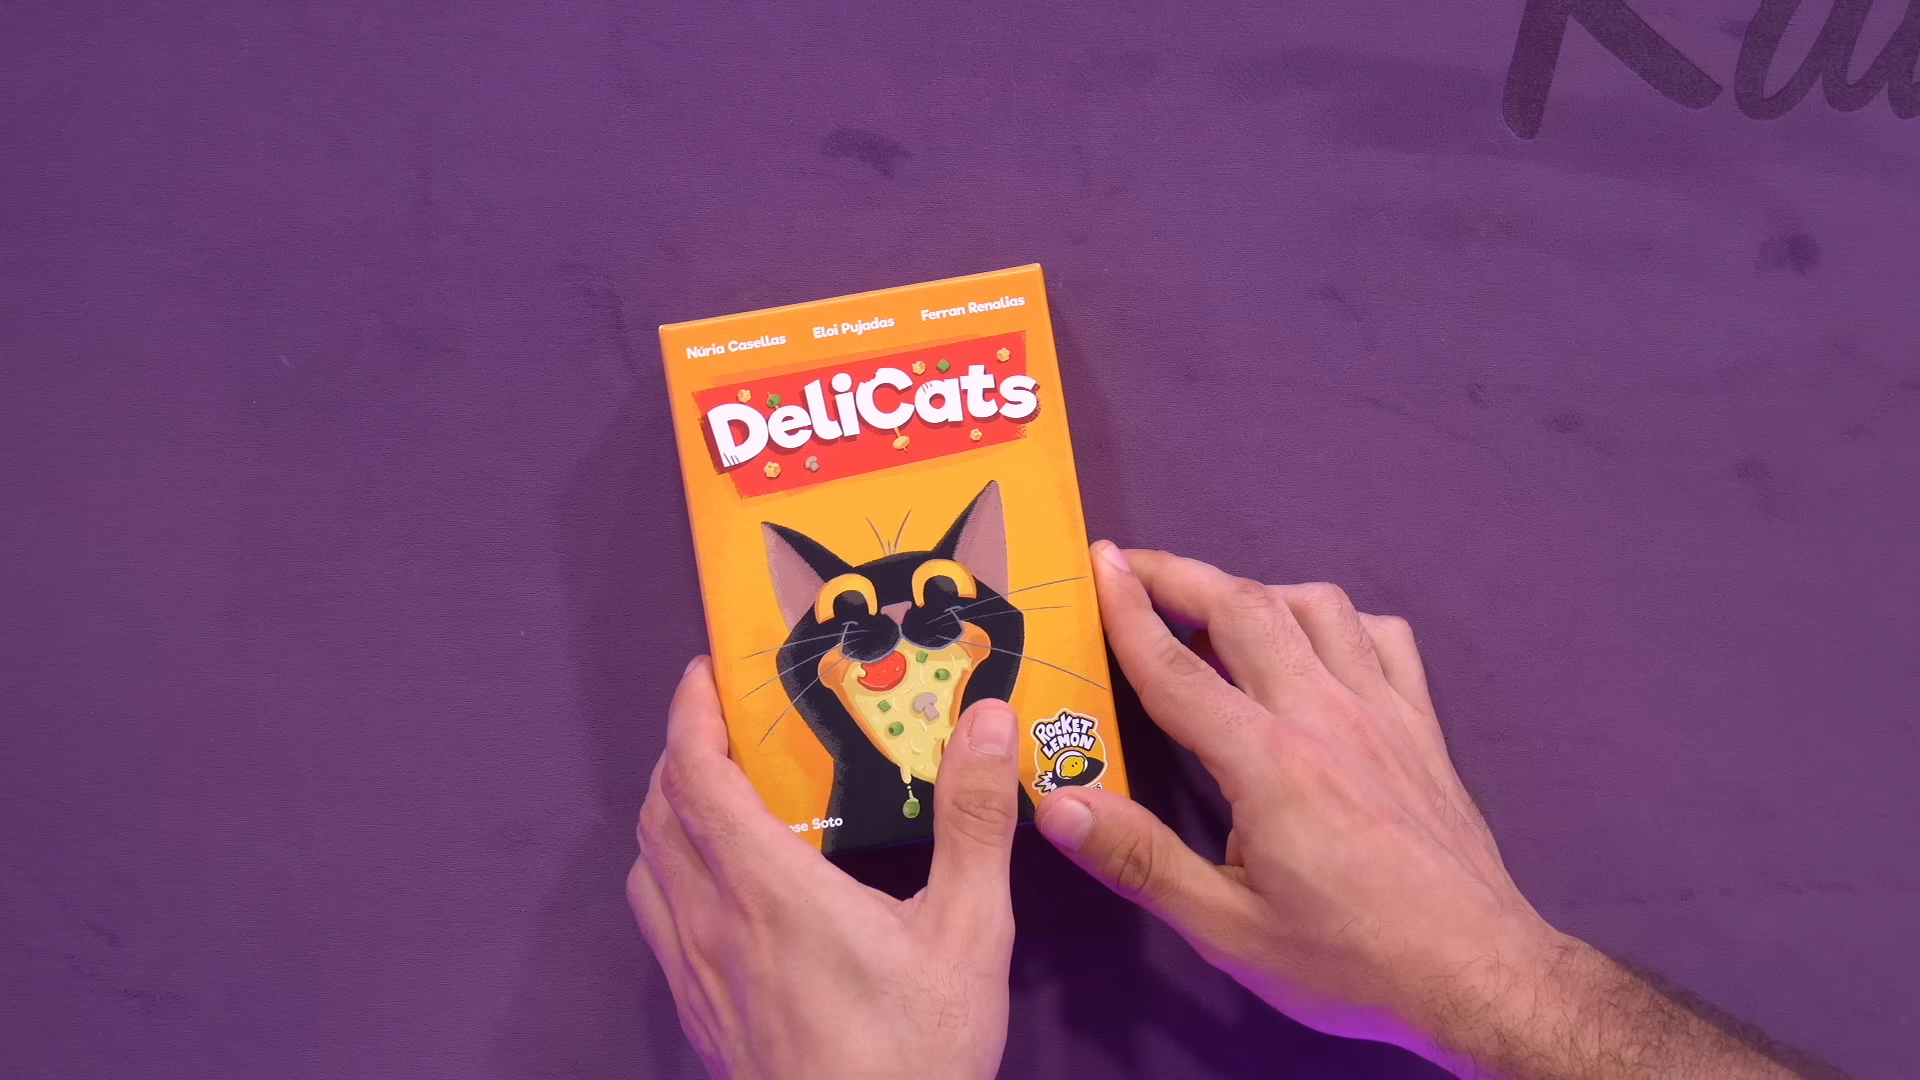 Núria Casellas Eloi Pujadas Ferran Renalias
DeliCats
ROCKET
LEMON
Soto